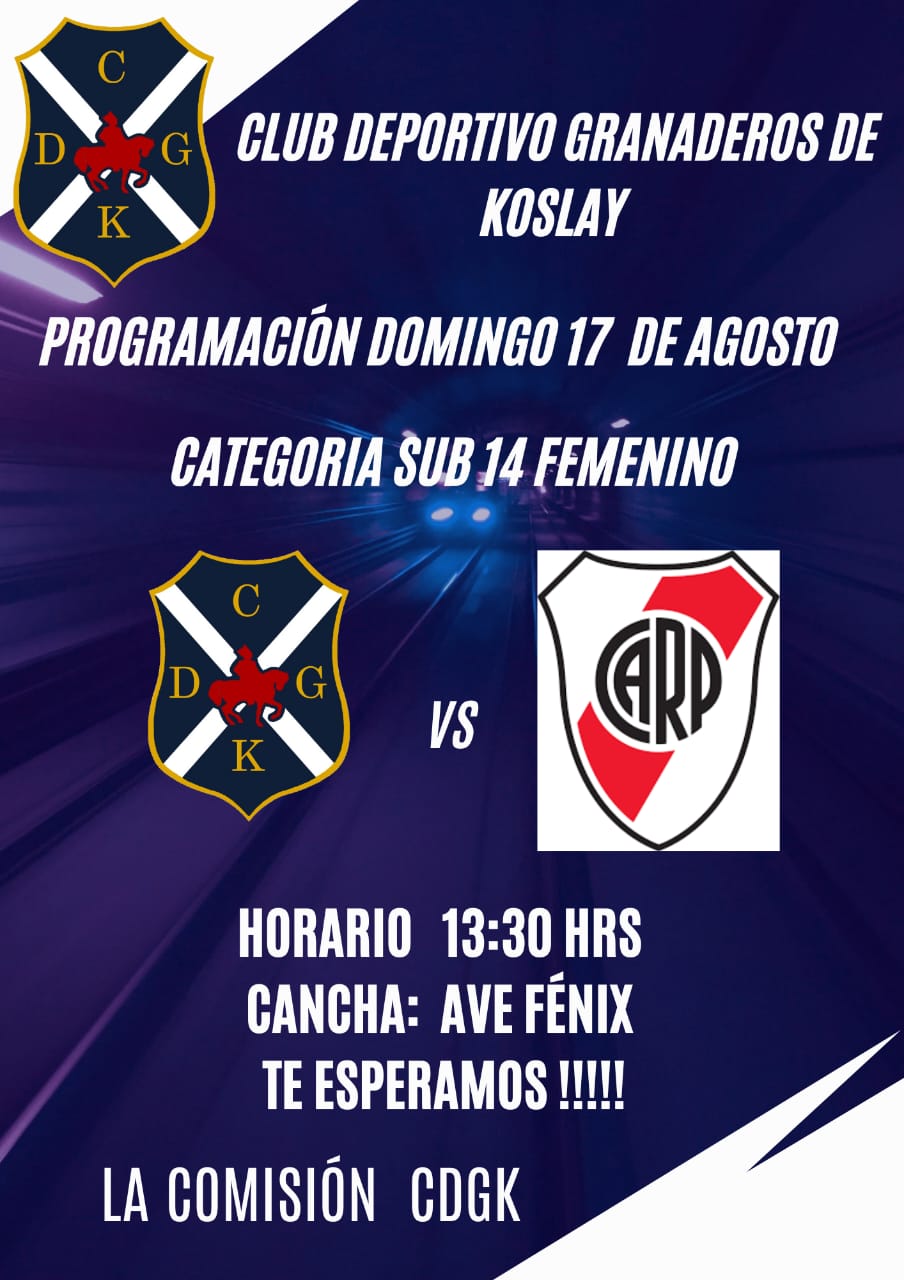 C
D G
K
CLUB DEPORTIVO GRANADEROS DE
KOSLAY
PROGRAMACIÓN DOMINGO 17 DE AGOSTO
CATEGORIA SUB 14 FEMENINO
C
D G
K
VS
CARP
HORARIO 13:30 HRS
CANCHA: AVE FÉNIX
TE ESPERAMOS !!!!!
LA COMISIÓN CDGK